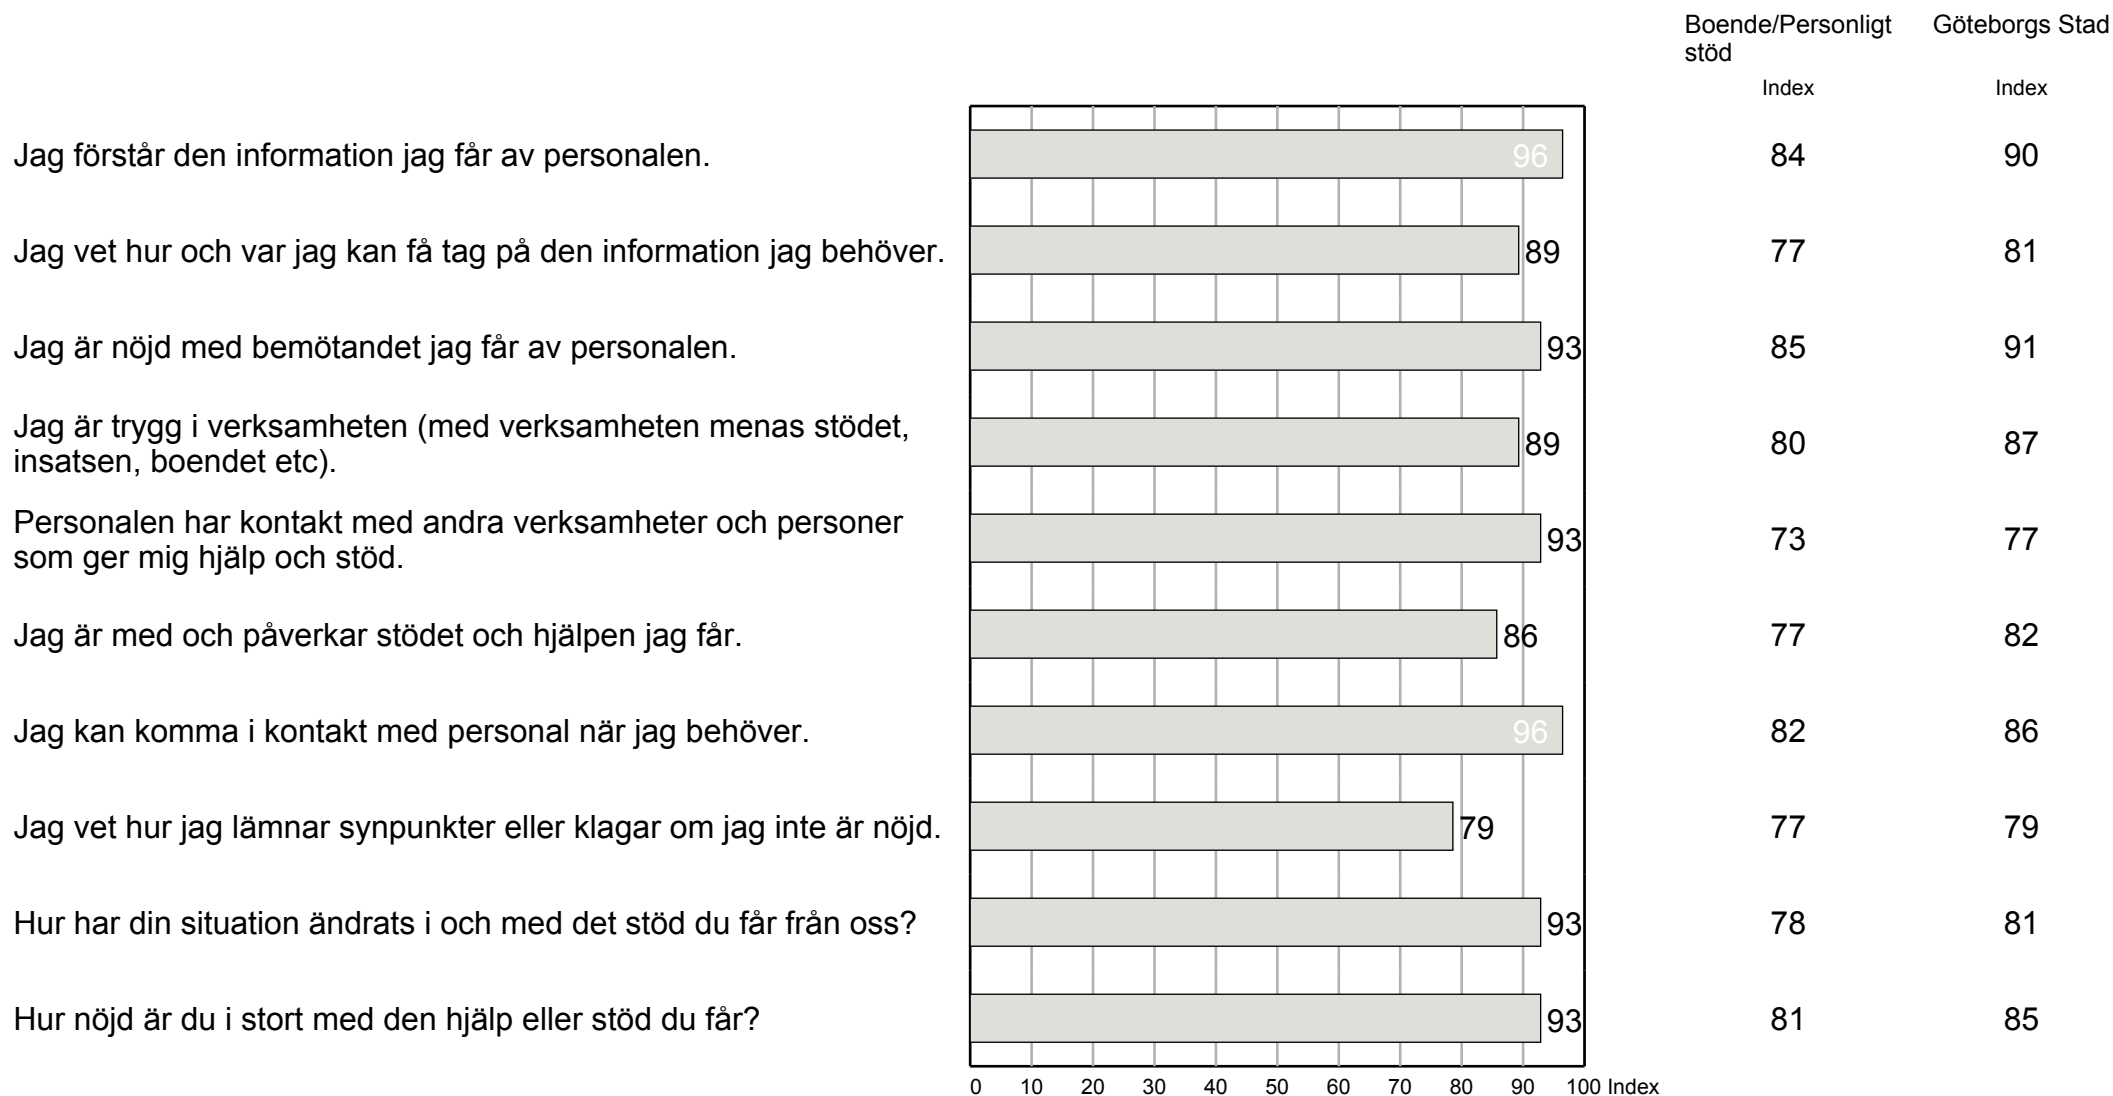 Boende/Personligt stöd Göteborgs Stad
Index Index
Jag förstår den information jag får av personalen. 96 84 90
Jag vet hur och var jag kan få tag på den information jag behöver. 89 77 81
Jag är nöjd med bemötandet jag får av personalen. 93 85 91
Jag är trygg i verksamheten (med verksamheten menas stödet,
insatsen, boendet etc). 89 80 87
Personalen har kontakt med andra verksamheter och personer
som ger mig hjälp och stöd. 93 73 77
Jag är med och påverkar stödet och hjälpen jag får. 86 77 82
Jag kan komma i kontakt med personal när jag behöver. 96 82 86
Jag vet hur jag lämnar synpunkter eller klagar om jag inte är nöjd. 79 77 79
Hur har din situation ändrats i och med det stöd du får från oss? 93 78 81
Hur nöjd är du i stort med den hjälp eller stöd du får? 93 81 85
0 10 20 30 40 50 60 70 80 90 100 Index